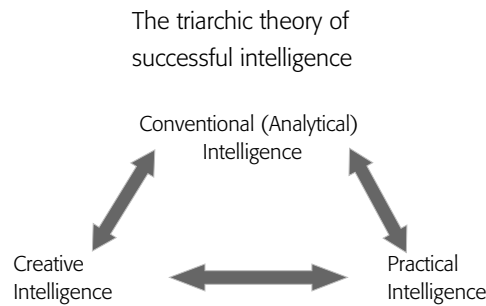 The triarchic theory of
successful intelligence
Conventional (Analytical)
Intelligence
Creative
Intelligence
Practical
Intelligence